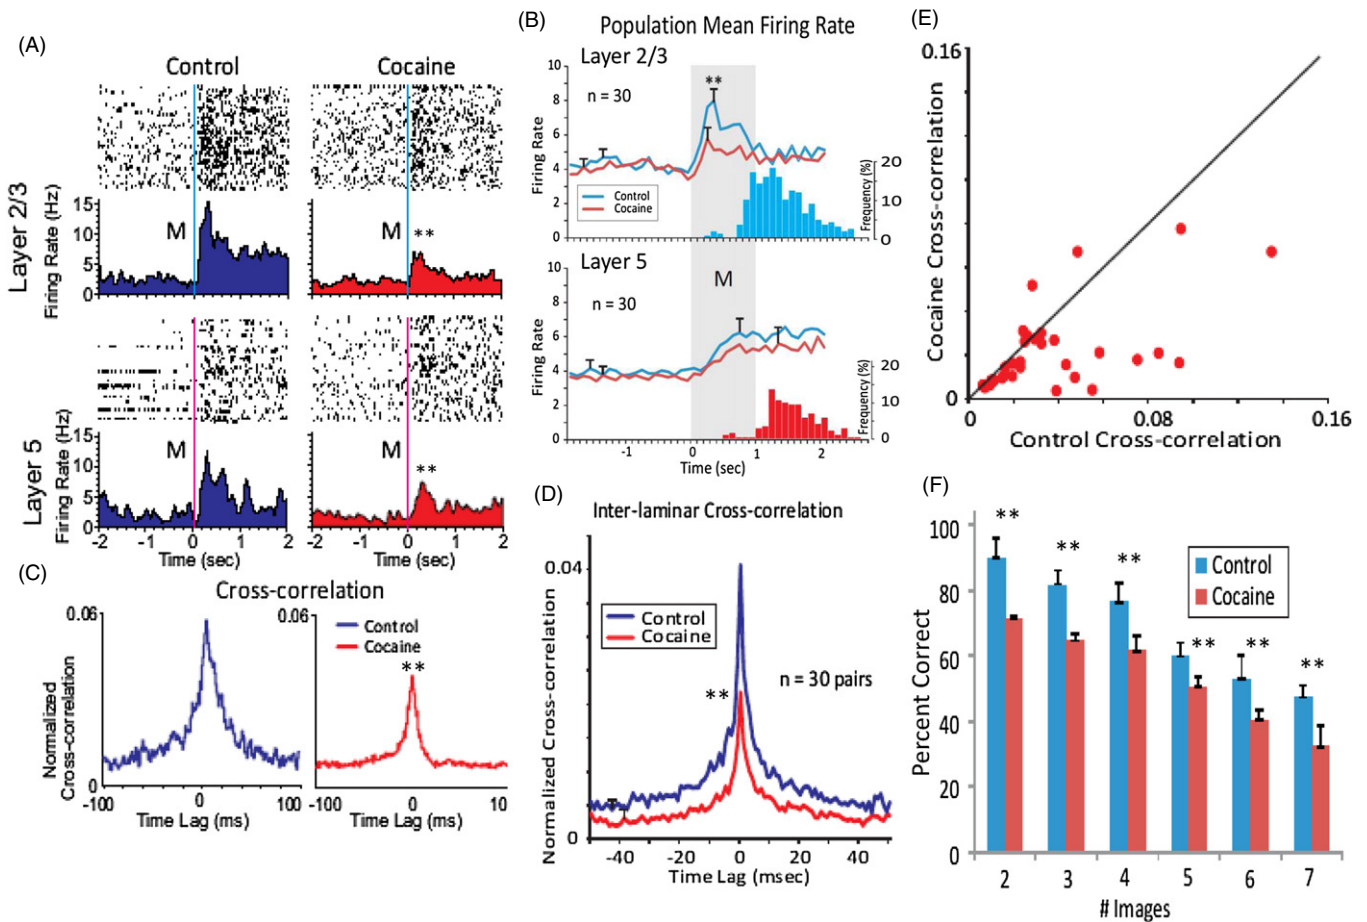 (A)
Control
Cocaine
Layer 2/3
Firing Rate (Hz)
15
10
5
0
M
M
**
Layer 5
Firing Rate (Hz)
15
10
5
0
M
M
**
-2 -1 0 1 2
Time (sec)
-2 -1 0 1 2
Time (sec)
(B)
Population Mean Firing Rate
Layer 2/3
n = 30
**
Firing Rate
10
8
6
4
2
0
Control
Cocaine
Frequency (%)
20
10
0
Layer 5
M
n = 30
Firing Rate
10
8
6
4
2
0
Frequency (%)
20
10
0
-1 0 1 2
Time (sec)
(C)
Cross-correlation
Normalized
Cross-correlation
0.06
0
-100 0 100
Time Lag (ms)
0.06
Control
Cocaine
**
-100 0 10
Time Lag (ms)
(D)
Inter-laminar Cross-correlation
Normalized Cross-correlation
0.04
0
Control
Cocaine
**
n = 30 pairs
-40 -20 0 20 40
Time Lag (msec)
(E)
Cocaine Cross-correlation
0.16
0
0 0.08 0.16
Control Cross-correlation
(F)
Percent Correct
100
80
60
40
20
0
** ** ** ** ** **
Control
Cocaine
2 3 4 5 6 7
# Images